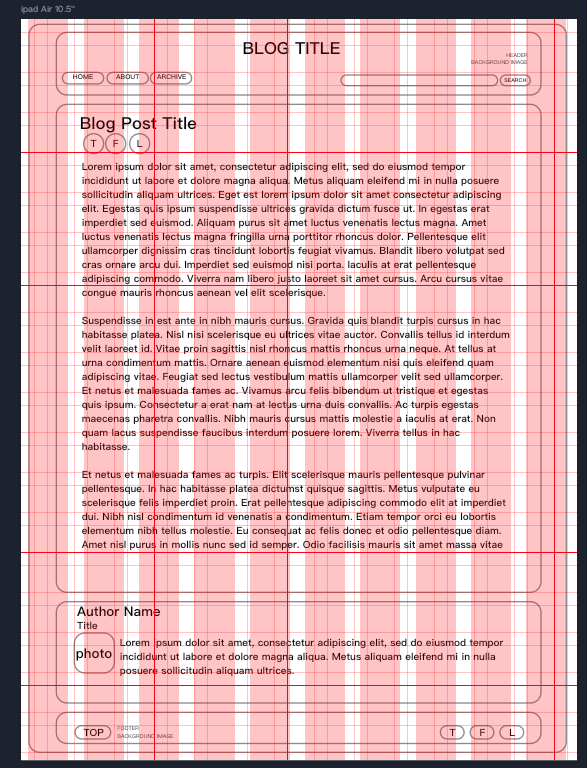 ipad Air 10.5"
BLOG TITLE
HEADER
BACKGROUND IMAGE
HOME ABOUT ARCHIVE SEARCH
Blog Post Title
T F L
Lorem ipsum dolor sit amet, consectetur adipiscing elit, sed do eiusmod tempor
incididunt ut labore et dolore magna aliqua. Metus aliquam eleifend mi in nulla posuere
sollicitudin aliquam ultrices. Eget est lorem ipsum dolor sit amet consectetur adipiscing
elit. Egestas quis ipsum suspendisse ultrices gravida dictum fusce ut. In egestas erat
imperdiet sed euismod. Aliquam purus sit amet luctus venenatis lectus magna. Amet
luctus venenatis lectus magna fringilla urna porttitor rhoncus dolor. Pellentesque elit
ullamcorper dignissim cras tincidunt lobortis feugiat vivamus. Blandit libero volutpat sed
cras ornare arcu dui. Imperdiet sed euismod nisi porta. Iaculis at erat pellentesque
adipiscing commodo. Viverra nam libero justo laoreet sit amet cursus. Arcu cursus vitae
congue mauris rhoncus aenean vel elit scelerisque.
Suspendisse in est ante in nibh mauris cursus. Gravida quis blandit turpis cursus in hac
habitasse platea. Nisl nisi scelerisque eu ultrices vitae auctor. Convallis tellus id interdum
velit laoreet id. Vitae proin sagittis nisl rhoncus mattis rhoncus urna neque. At tellus at
urna condimentum mattis. Ornare aenean euismod elementum nisi quis eleifend quam
adipiscing vitae. Feugiat sed lectus vestibulum mattis ullamcorper velit sed ullamcorper.
Et netus et malesuada fames ac. Vivamus arcu felis bibendum ut tristique et egestas
quis ipsum. Consectetur a erat nam at lectus urna duis convallis. Ac turpis egestas
maecenas pharetra convallis. Nibh mauris cursus mattis molestie a iaculis at erat. Non
quam lacus suspendisse faucibus interdum posuere lorem. Viverra tellus in hac
habitasse.
Et netus et malesuada fames ac turpis. Elit scelerisque mauris pellentesque pulvinar
pellentesque. In hac habitasse platea dictumst quisque sagittis. Metus vulputate eu
scelerisque felis imperdiet proin. Erat pellentesque adipiscing commodo elit at imperdiet
dui. Nibh nisl condimentum id venenatis a condimentum. Etiam tempor orci eu lobortis
elementum nibh tellus molestie. Eu consequat ac felis donec et odio pellentesque diam.
Amet nisl purus in mollis nunc sed id semper. Odio facilisis mauris sit amet massa vitae
Author Name
Title
photo
Lorem ipsum dolor sit amet, consectetur adipiscing elit, sed do eiusmod tempor
incididunt ut labore et dolore magna aliqua. Metus aliquam eleifend mi in nulla
posuere sollicitudin aliquam ultrices.
TOP
FOOTER
BACKGROUND IMAGE
T F L